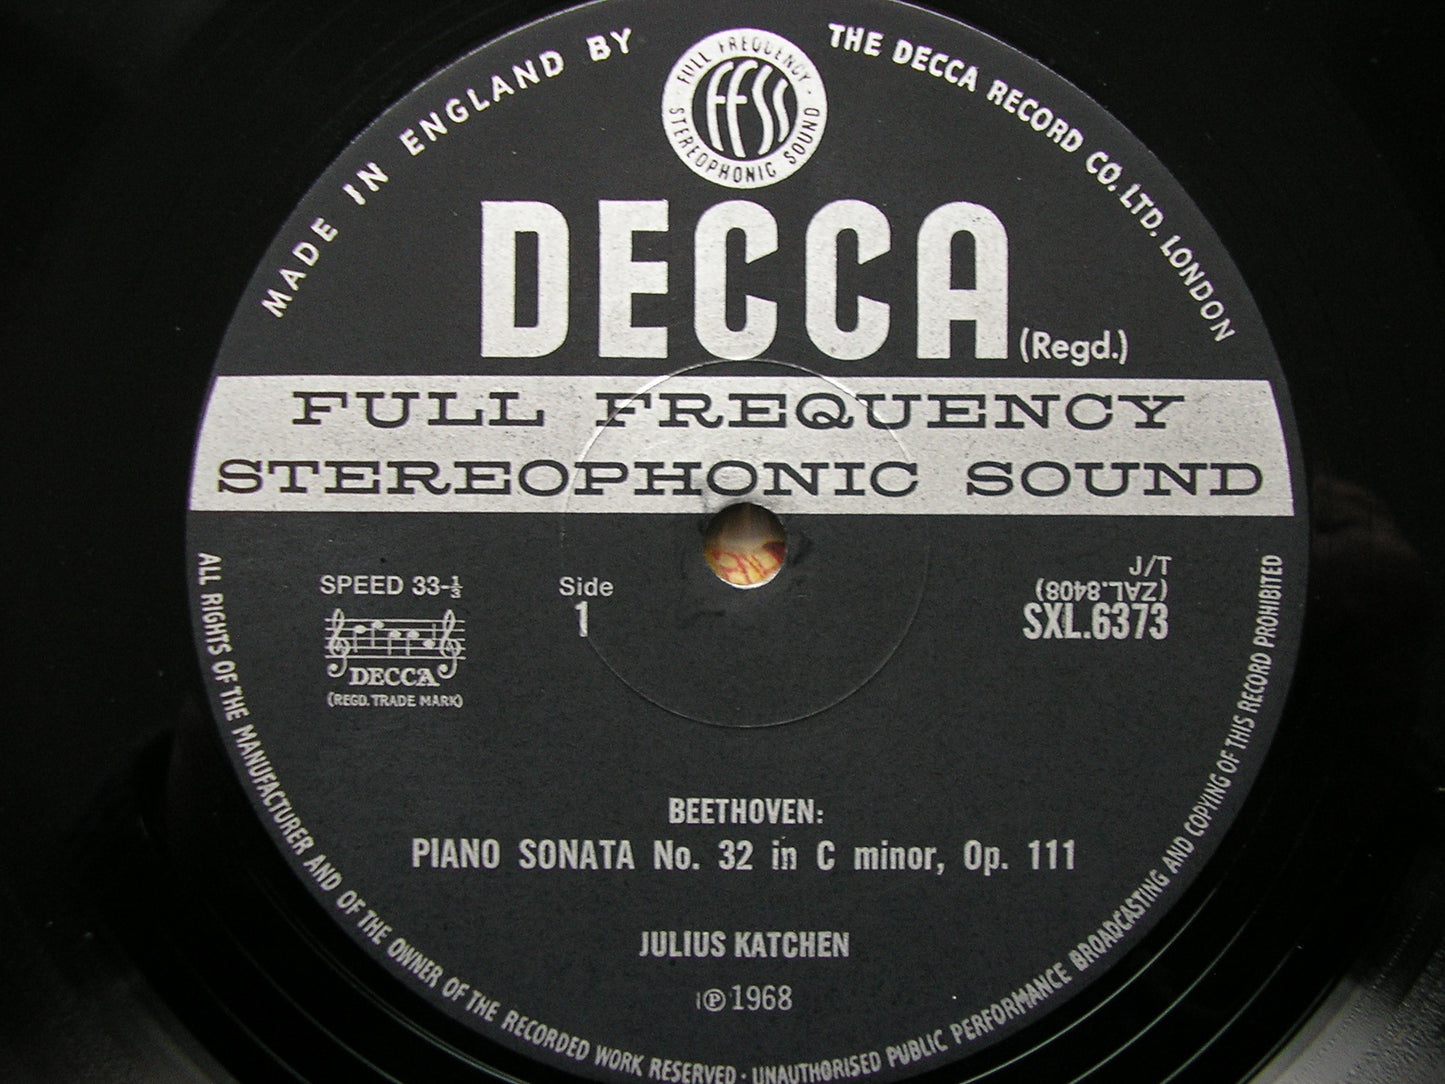 MADE IN ENGLAND BY
THE DECCA RECORD CO. LTD. LONDON
FULL FREQUENCY
FFSS
STEREOPHONIC SOUND
DECCA (Regd.)
FULL FREQUENCY
STEREOPHONIC SOUND
SPEED 33-⅓
DECCA
(REGD. TRADE MARK)
Side
1
J/T
(ZAL.8408)
SXL.6373
BEETHOVEN:
PIANO SONATA No. 32 in C minor, Op. 111
JULIUS KATCHEN
℗ 1968
ALL RIGHTS OF THE MANUFACTURER AND OF THE OWNER OF THE RECORDED WORK RESERVED · UNAUTHORISED PUBLIC PERFORMANCE BROADCASTING AND COPYING OF THIS RECORD PROHIBITED